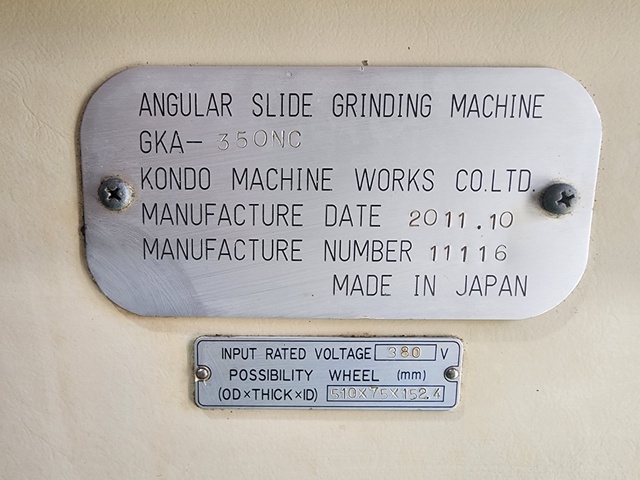 ANGULAR SLIDE GRINDING MACHINE
GKA- 350NC
KONDO MACHINE WORKS CO.LTD.
MANUFACTURE DATE 2011.10
MANUFACTURE NUMBER 11116
MADE IN JAPAN
INPUT RATED VOLTAGE 380 V
POSSIBILITY WHEEL (mm)
(OD×THICK×ID) 510X75X152.4